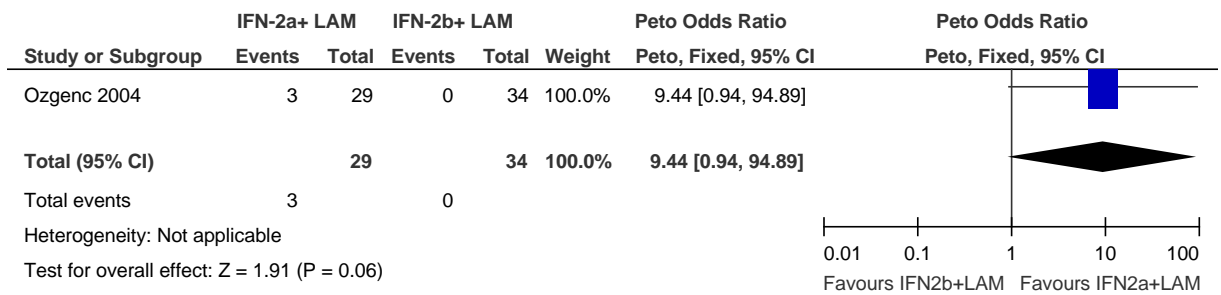 IFN-2a+ LAM IFN-2b+ LAM Peto Odds Ratio Peto Odds Ratio
Study or Subgroup Events Total Events Total Weight Peto, Fixed, 95% CI Peto, Fixed, 95% CI
Ozgenc 2004 3 29 0 34 100.0% 9.44 [0.94, 94.89]
Total (95% CI) 29 34 100.0% 9.44 [0.94, 94.89]
Total events 3 0
Heterogeneity: Not applicable
Test for overall effect: Z = 1.91 (P = 0.06)
0.01 0.1 1 10 100
Favours IFN2b+LAM Favours IFN2a+LAM